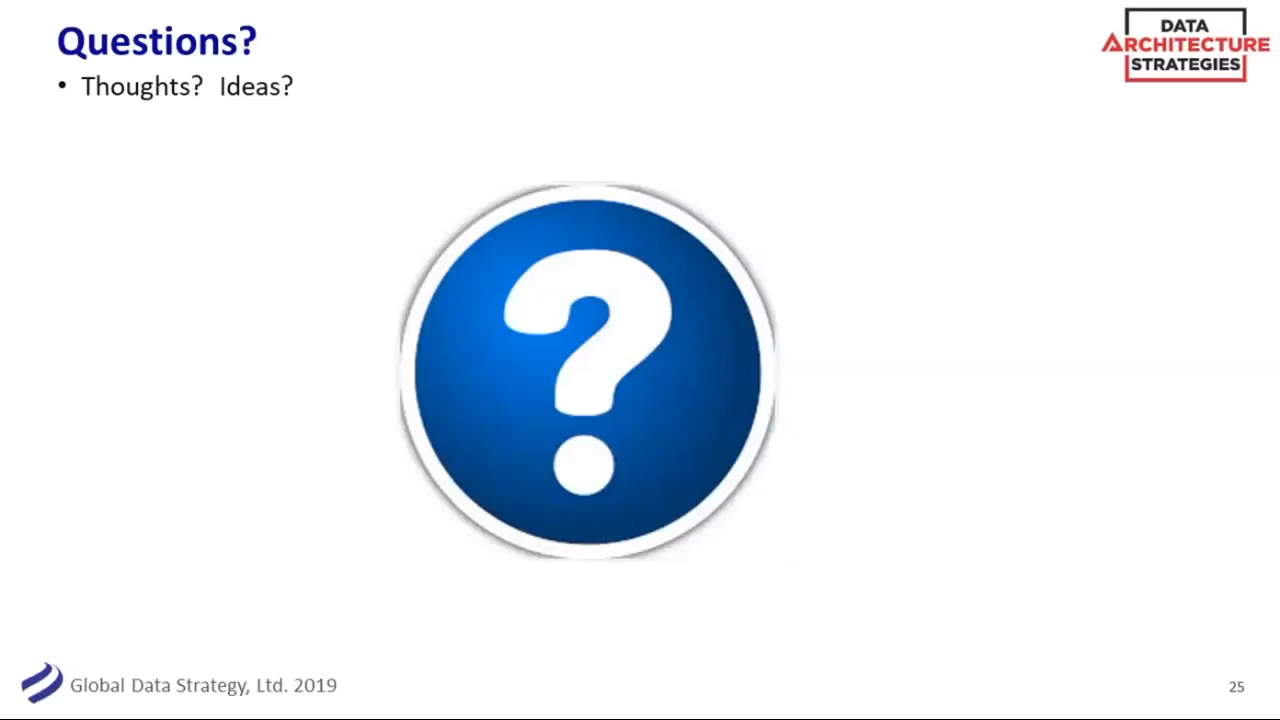 Questions?
• Thoughts?  Ideas?
DATA
ARCHITECTURE
STRATEGIES
?
Global Data Strategy, Ltd. 2019
25